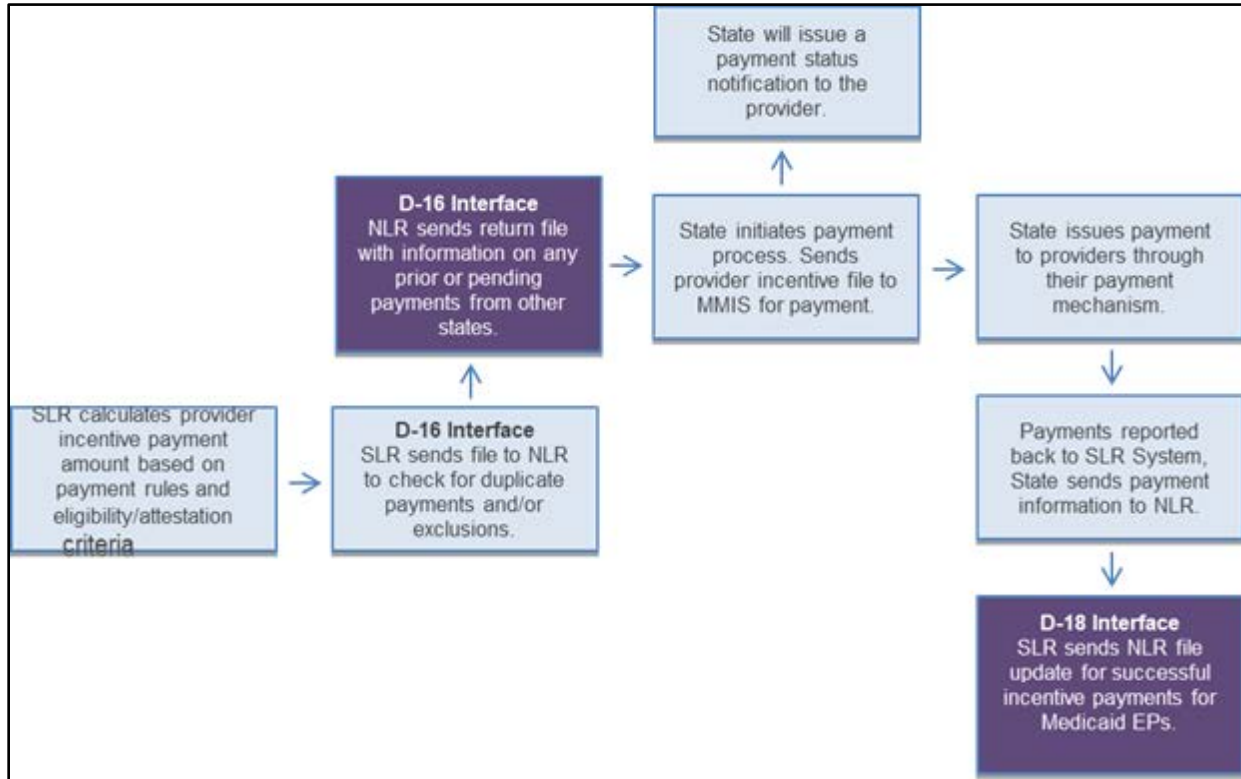 State will issue a
payment status
notification to the
provider.
D-16 Interface
NLR sends return file
with information on any
prior or pending
payments from other
states.
State initiates payment
process. Sends
provider incentive file to
MMIS for payment.
State issues payment
to providers through
their payment
mechanism.
SLR calculates provider
incentive payment
amount based on
payment rules and
eligibility/attestation
criteria
D-16 Interface
SLR sends file to NLR
to check for duplicate
payments and/or
exclusions.
Payments reported
back to SLR System,
State sends payment
information to NLR.
D-18 Interface
SLR sends NLR file
update for successful
incentive payments for
Medicaid EPs.